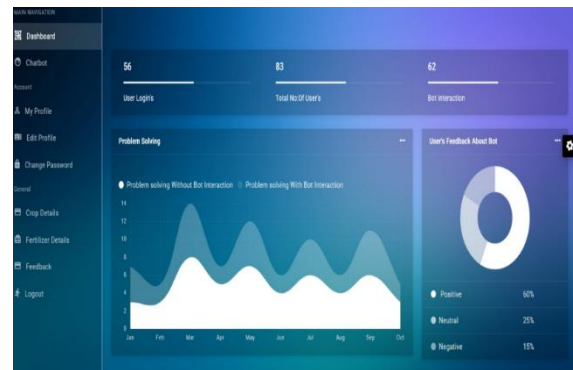 MAIN NAVIGATION
Dashboard
Chatbot
Account
My Profile
Edit Profile
Change Password
General
Crop Details
Fertilizer Details
Feedback
Logout
56
User Login's
83
Total No.Of User's
62
Bot Interaction
Problem Solving
Problem solving Without Bot Interaction
Problem solving With Bot Interaction
14
12
10
8
6
4
2
0
Jan Feb Mar Apr May Jun Jul Aug Sep Oct
User's Feedback About Bot
Positive 60%
Neutral 25%
Negative 15%